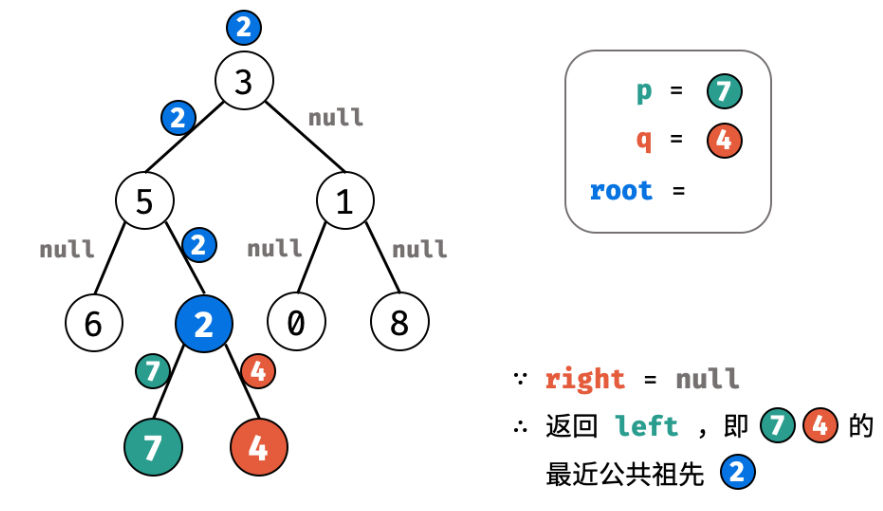 2
3
2
null
5
1
null
2
null
null
6
2
0
8
7
4
7
4
p = 7
q = 4
root =
∵ right = null
∴ 返回 left ，即 7 4 的
最近公共祖先 2